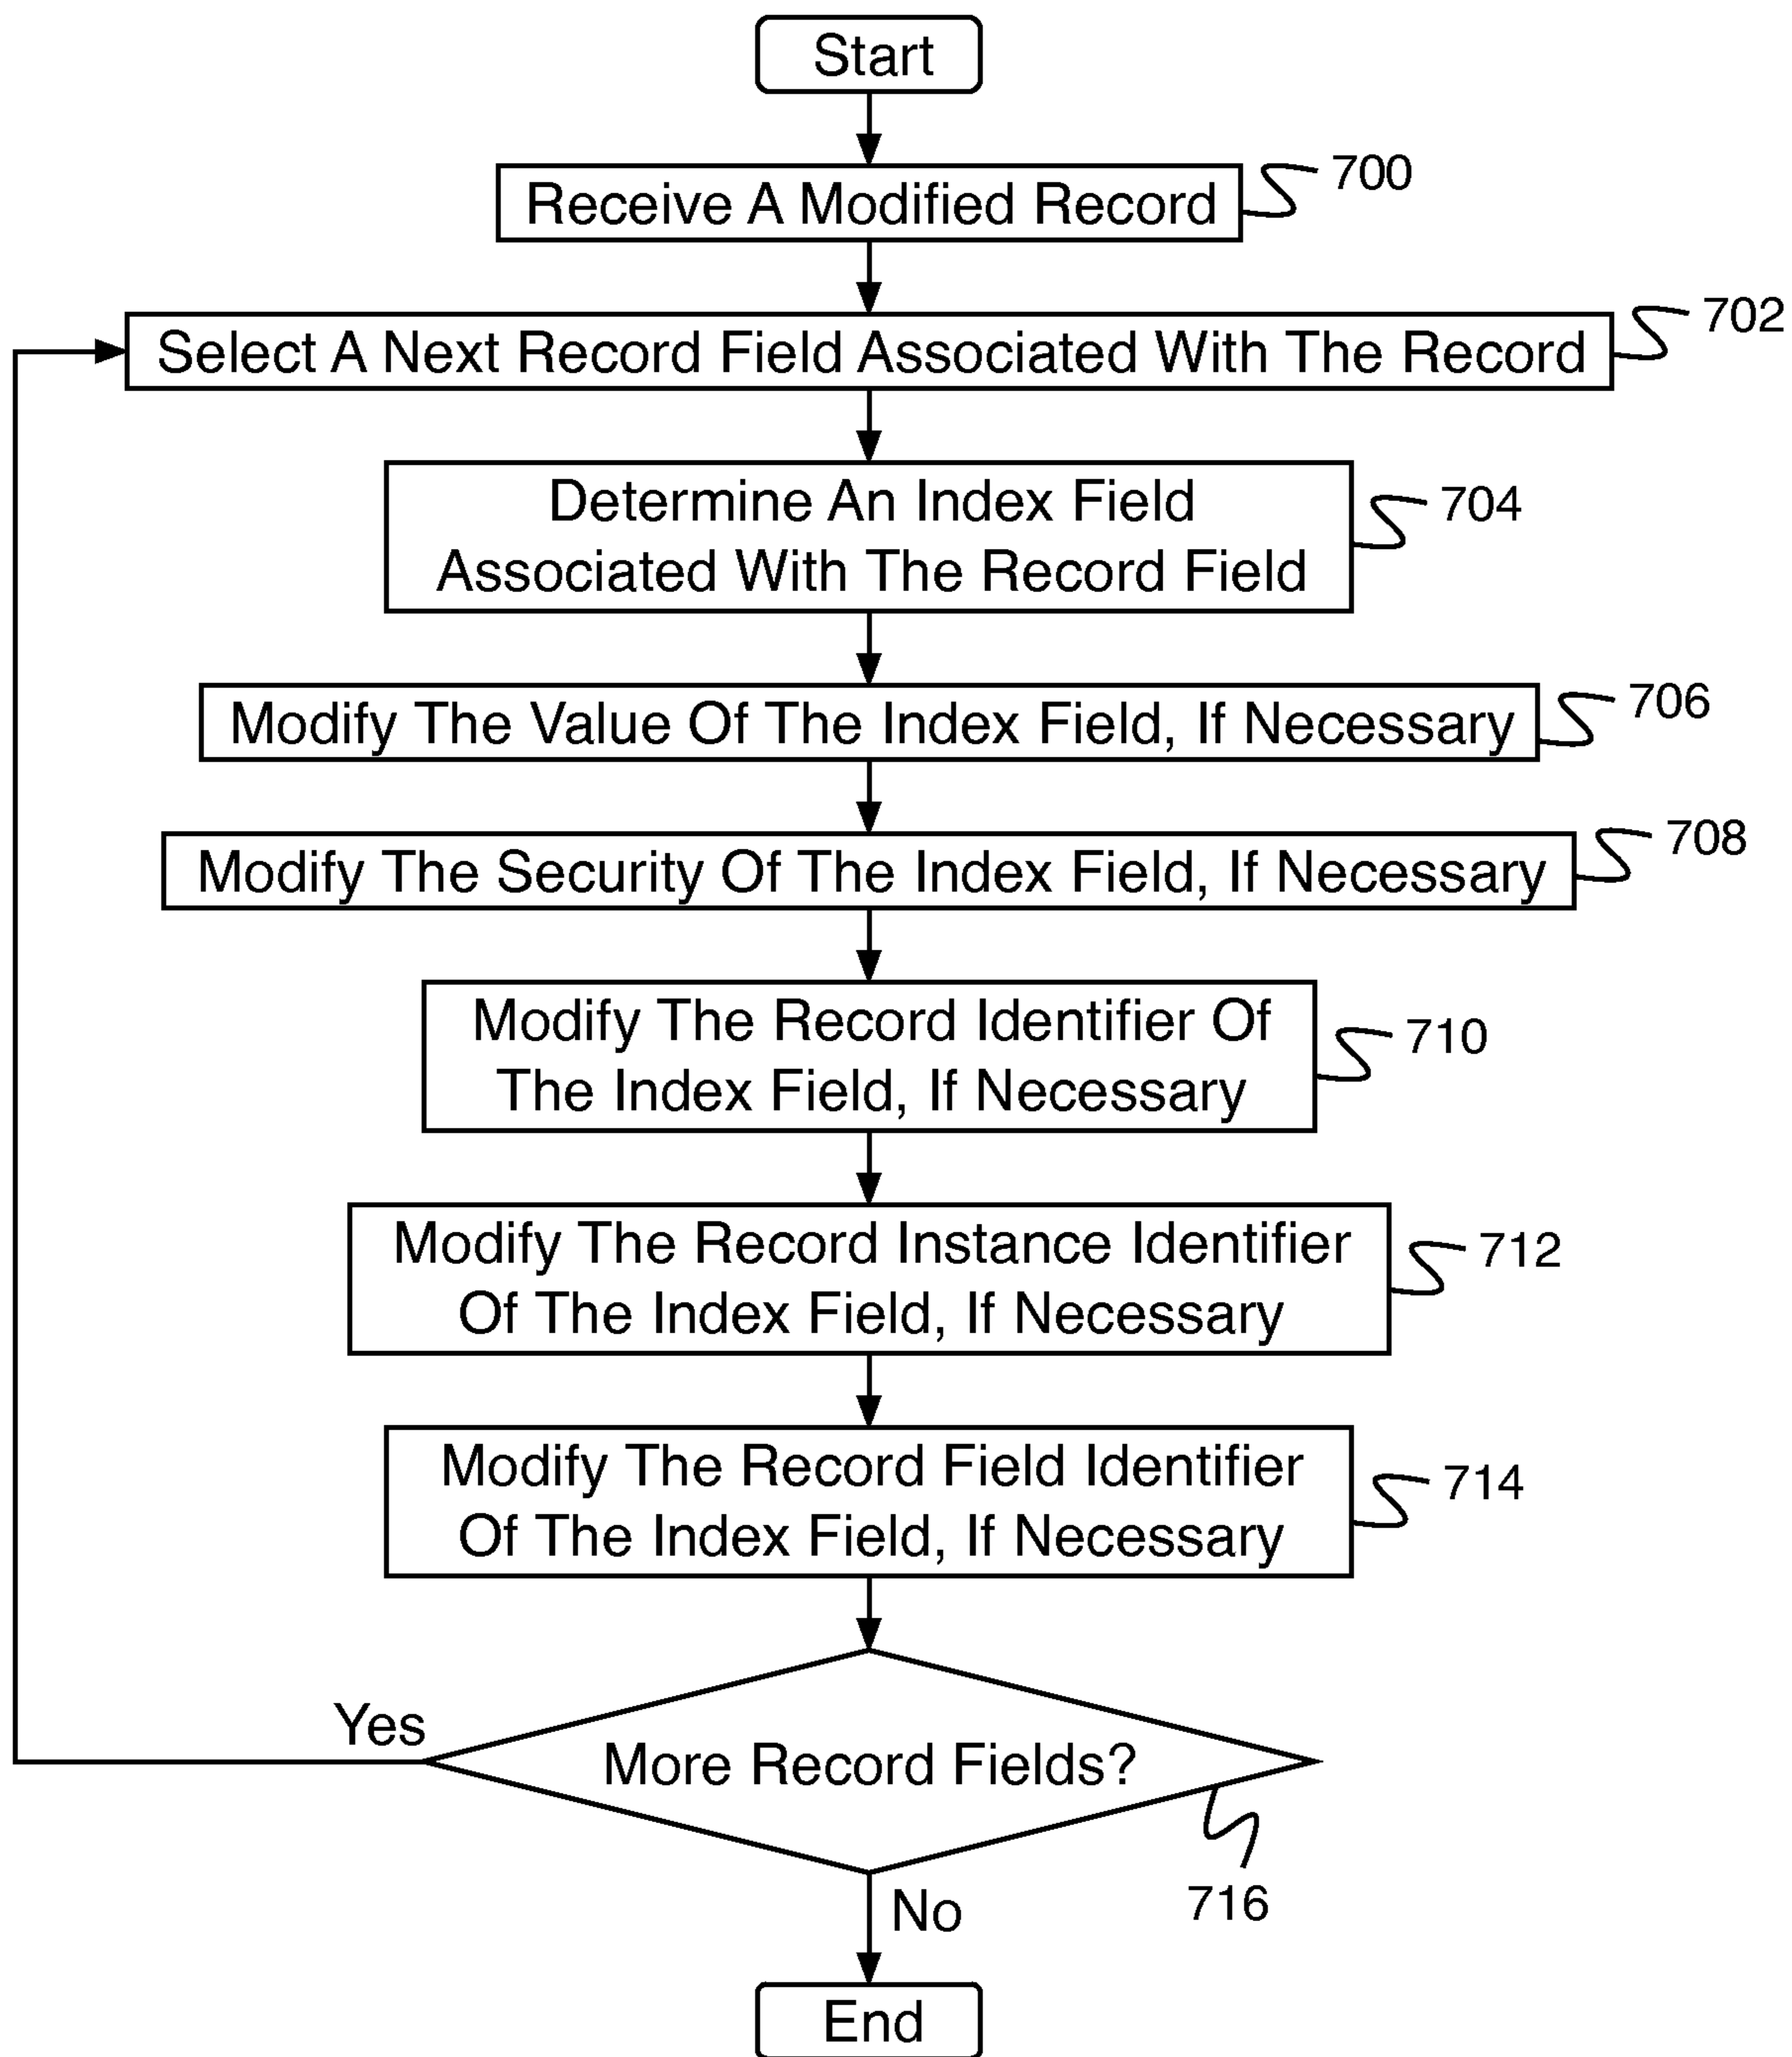 Start
Receive A Modified Record
700
Select A Next Record Field Associated With The Record
702
Determine An Index Field
Associated With The Record Field
704
Modify The Value Of The Index Field, If Necessary
706
Modify The Security Of The Index Field, If Necessary
708
Modify The Record Identifier Of
The Index Field, If Necessary
710
Modify The Record Instance Identifier
Of The Index Field, If Necessary
712
Modify The Record Field Identifier
Of The Index Field, If Necessary
714
Yes
More Record Fields?
716
No
End